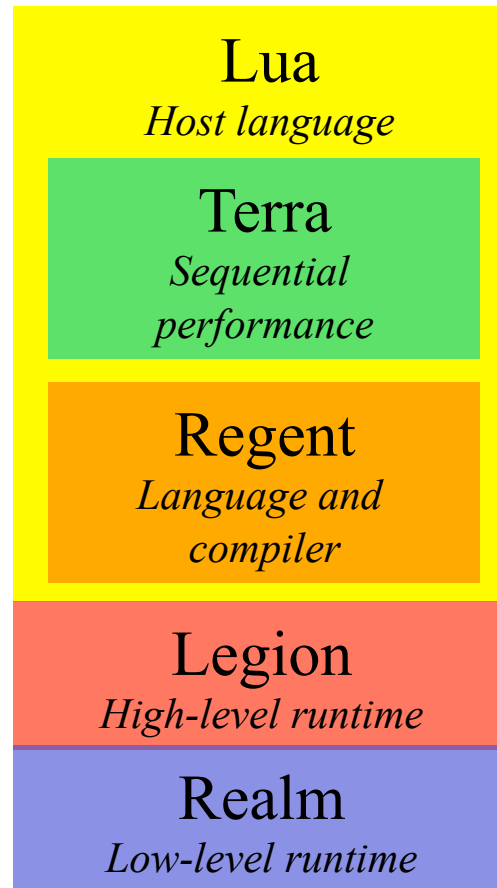 Lua
Host language
Terra
Sequential
performance
Regent
Language and
compiler
Legion
High-level runtime
Realm
Low-level runtime